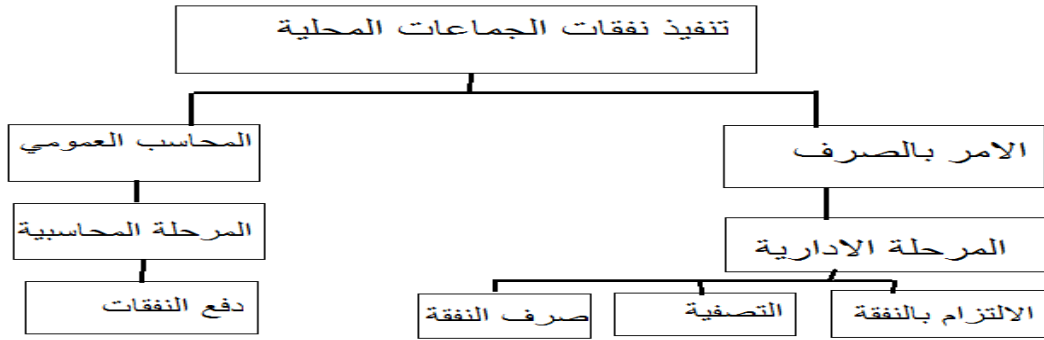 تنفيذ نفقات الجماعات المحلية
الامر بالصرف
المحاسب العمومي
المرحلة الادارية
المرحلة المحاسبية
الالتزام بالنفقة
التصفية
صرف النفقة
دفع النفقات